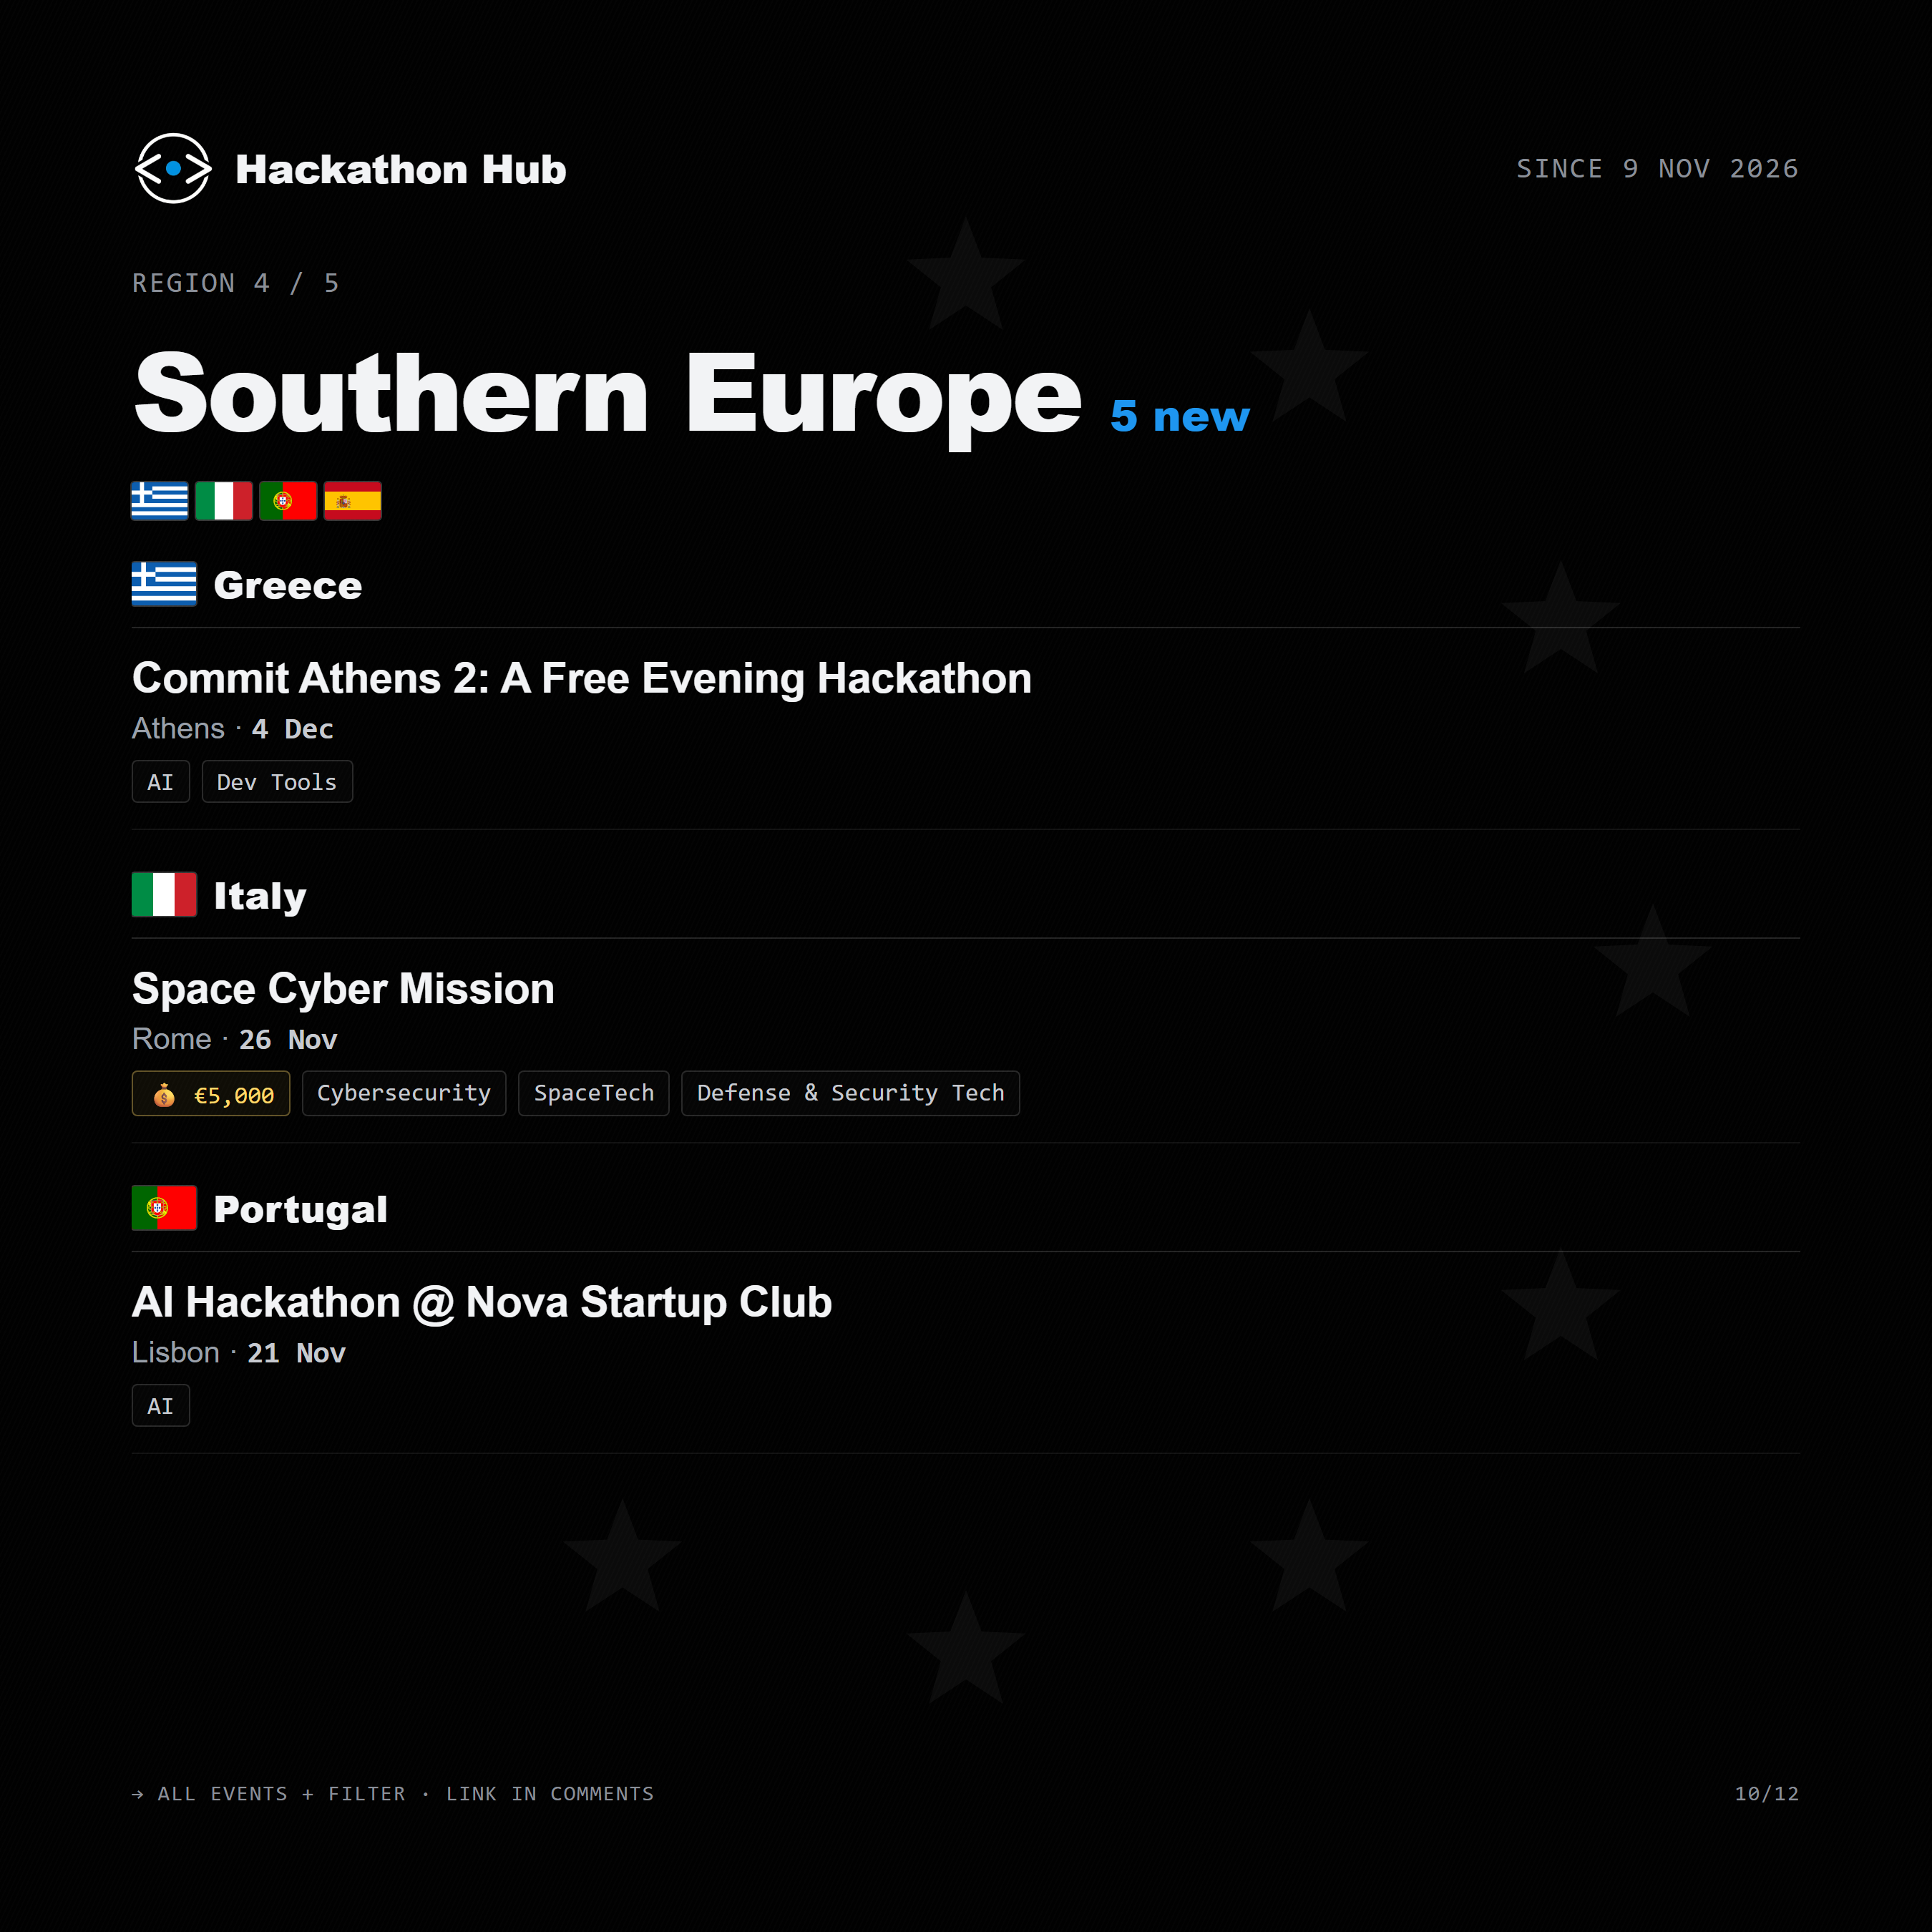 Hackathon Hub
SINCE 9 NOV 2026
REGION 4 / 5
Southern Europe 5 new
Greece
Commit Athens 2: A Free Evening Hackathon
Athens · 4 Dec
AI Dev Tools
Italy
Space Cyber Mission
Rome · 26 Nov
💰 €5,000 Cybersecurity SpaceTech Defense & Security Tech
Portugal
AI Hackathon @ Nova Startup Club
Lisbon · 21 Nov
AI
→ ALL EVENTS + FILTER · LINK IN COMMENTS
10/12